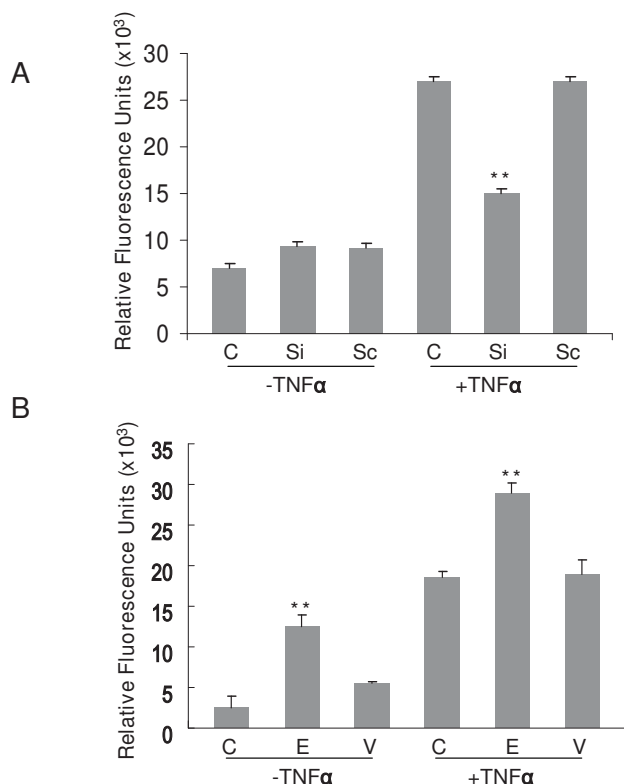 A
Relative Fluorescence Units (x10³)
30
25
20
15
10
5
0
**
C Si Sc C Si Sc
-TNFα +TNFα
B
Relative Fluorescence Units (x10³)
35
30
25
20
15
10
5
0
**
**
C E V C E V
-TNFα +TNFα